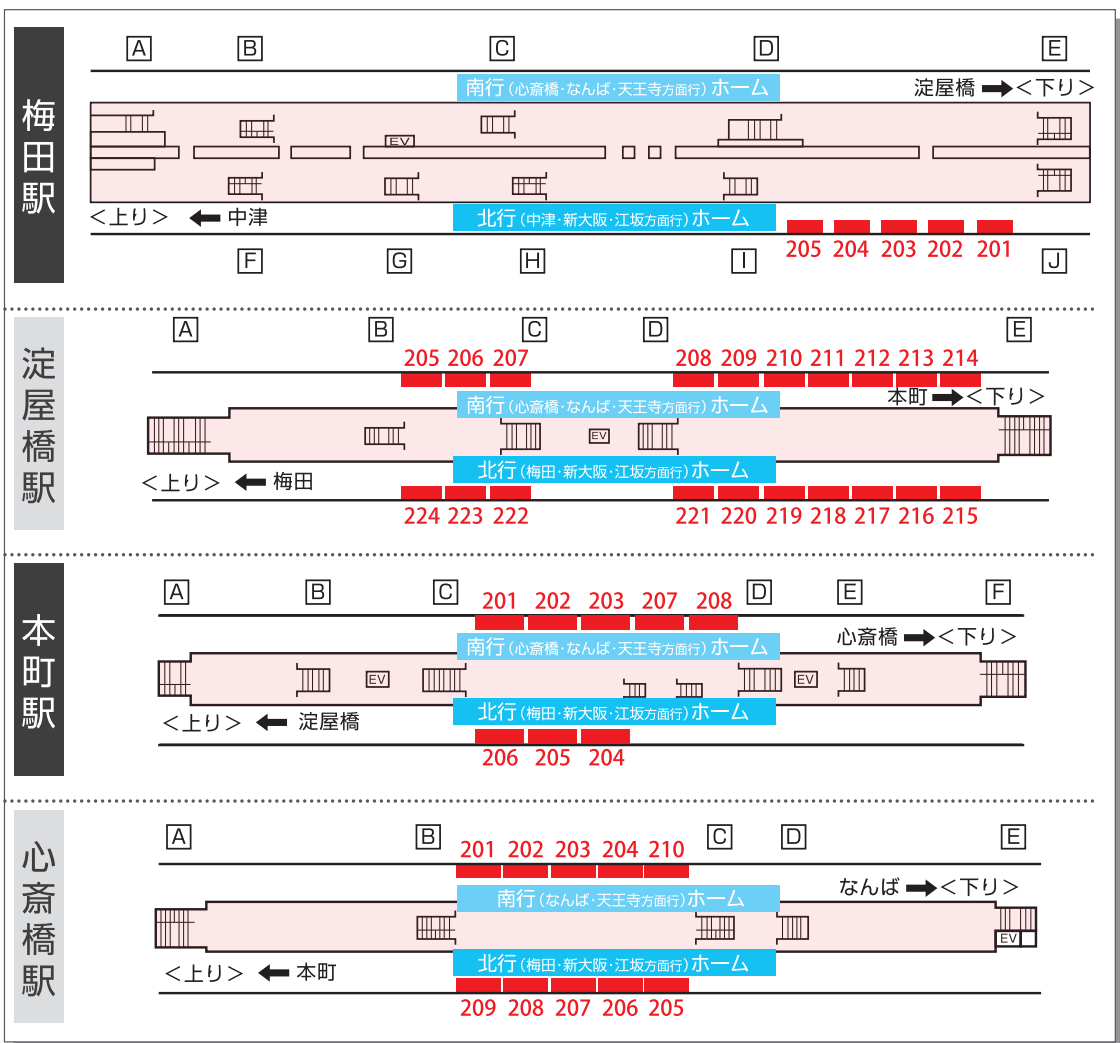 梅田駅
A B C D E
南行(心斎橋・なんば・天王寺方面行)ホーム
淀屋橋 ➡ <下り>
EV
<上り> ⬅ 中津
北行(中津・新大阪・江坂方面行)ホーム
205 204 203 202 201
F G H I J
淀屋橋駅
A B C D E
205 206 207 208 209 210 211 212 213 214
南行(心斎橋・なんば・天王寺方面行)ホーム
本町 ➡ <下り>
EV
北行(梅田・新大阪・江坂方面行)ホーム
<上り> ⬅ 梅田
224 223 222 221 220 219 218 217 216 215
本町駅
A B C D E F
201 202 203 207 208
南行(心斎橋・なんば・天王寺方面行)ホーム
心斎橋 ➡ <下り>
EV EV
北行(梅田・新大阪・江坂方面行)ホーム
<上り> ⬅ 淀屋橋
206 205 204
心斎橋駅
A B C D E
201 202 203 204 210
南行(なんば・天王寺方面行)ホーム
なんば ➡ <下り>
EV
北行(梅田・新大阪・江坂方面行)ホーム
<上り> ⬅ 本町
209 208 207 206 205